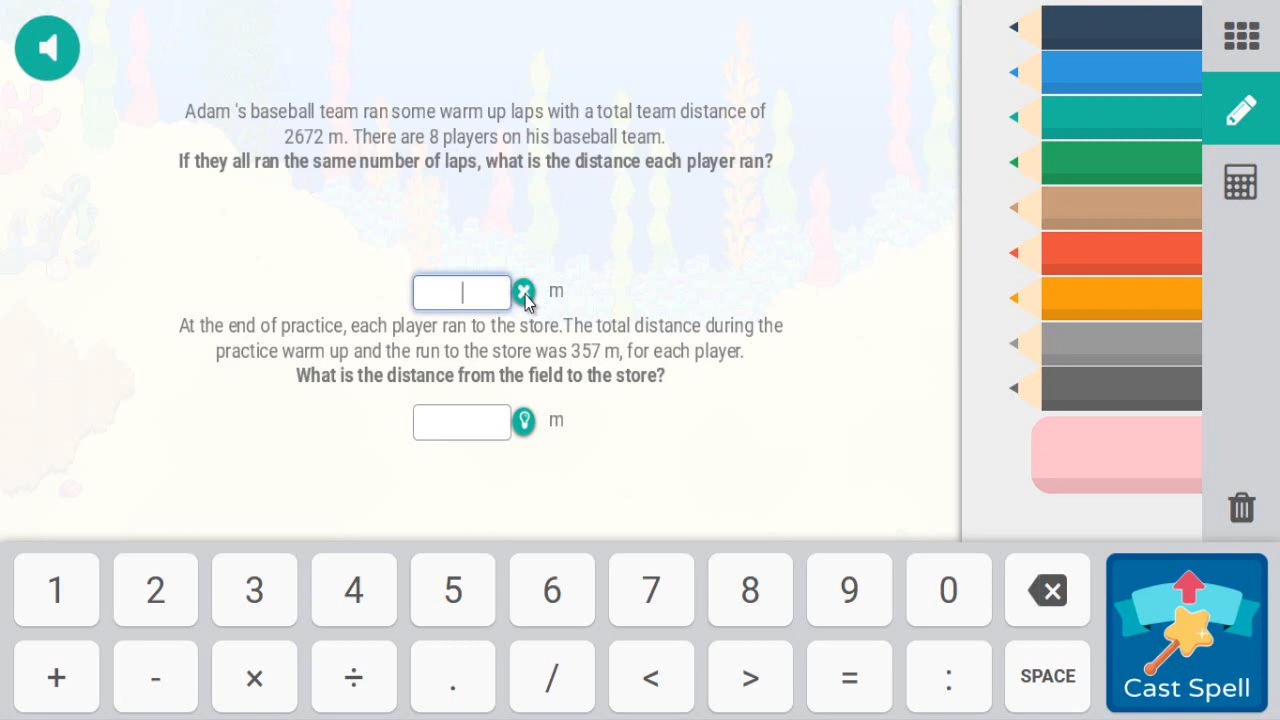 Adam 's baseball team ran some warm up laps with a total team distance of
2672 m. There are 8 players on his baseball team.
If they all ran the same number of laps, what is the distance each player ran?
m
At the end of practice, each player ran to the store.The total distance during the
practice warm up and the run to the store was 357 m, for each player.
What is the distance from the field to the store?
m
1 2 3 4 5 6 7 8 9 0
+ - × ÷ . / < > = : SPACE
Cast Spell